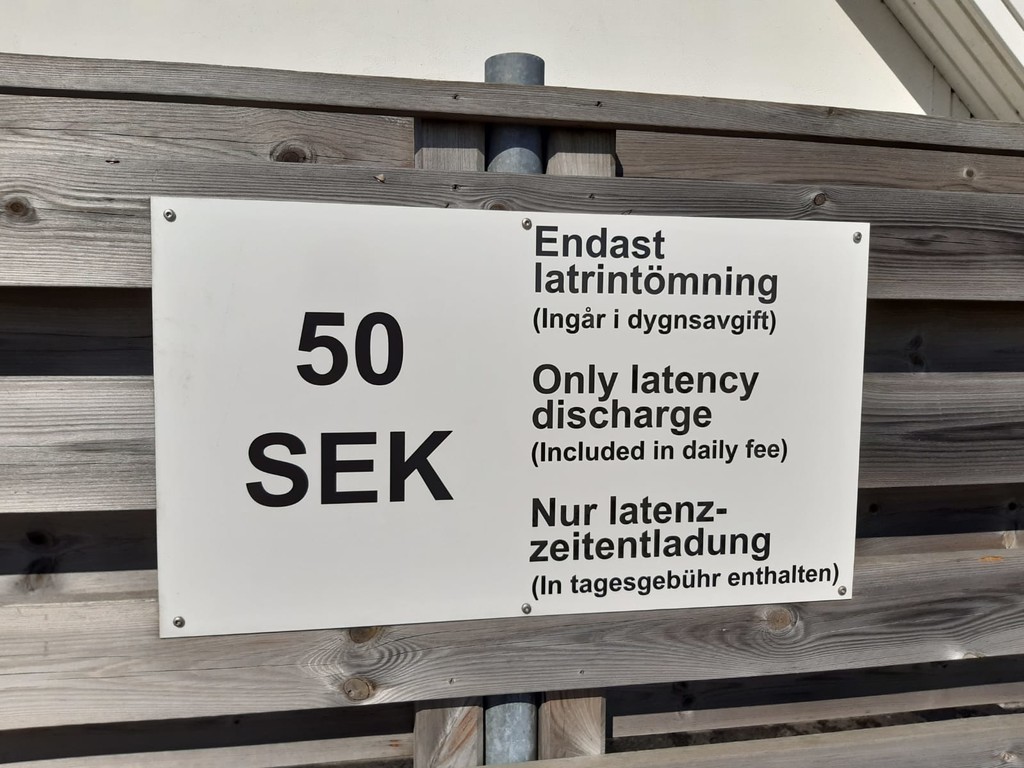 50
SEK
Endast
latrintömning
(Ingår i dygnsavgift)
Only latency
discharge
(Included in daily fee)
Nur latenz-
zeitentladung
(In tagesgebühr enthalten)